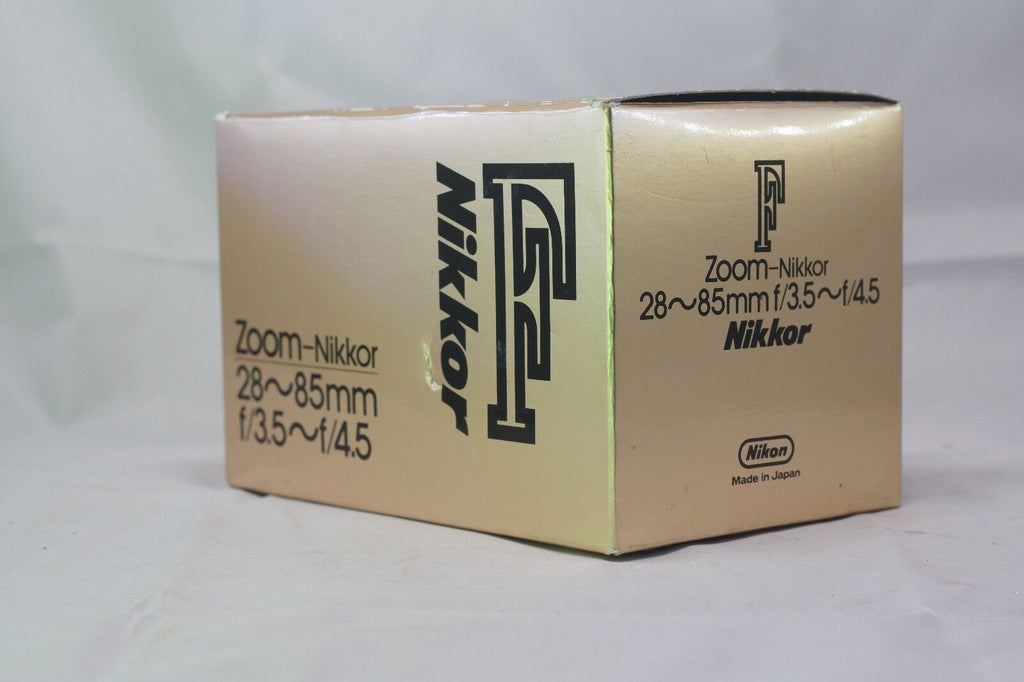 Zoom-Nikkor
28~85mm
f/3.5~f/4.5
Nikkor
F
F
Zoom-Nikkor
28~85mm f/3.5~f/4.5
Nikkor
Nikon
Made in Japan